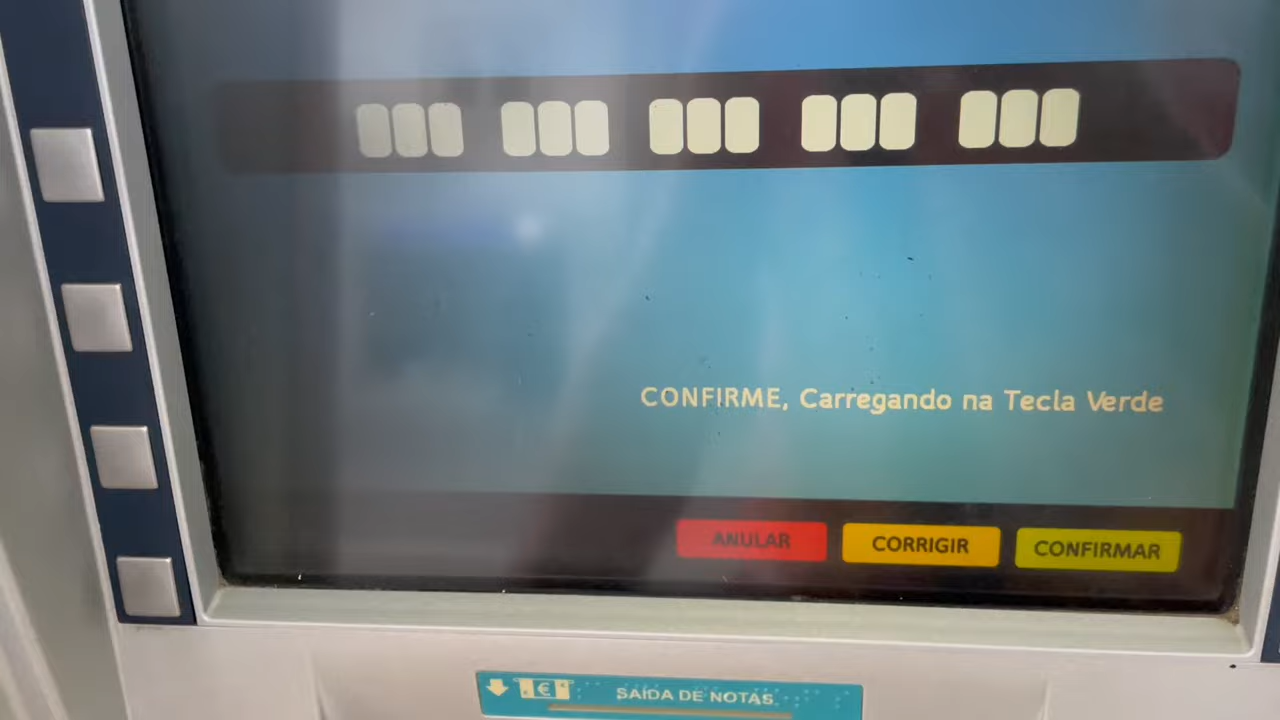 CONFIRME, Carregando na Tecla Verde
ANULAR CORRIGIR CONFIRMAR
€ SAÍDA DE NOTAS